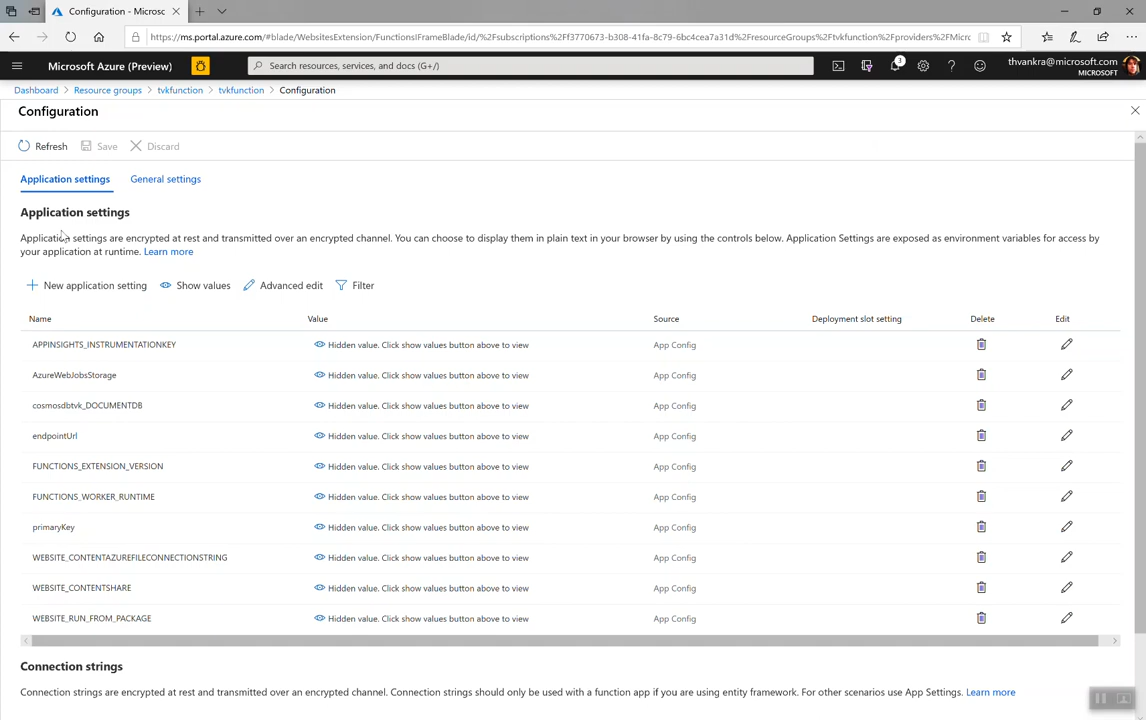 Configuration - Microsc
https://ms.portal.azure.com/#blade/WebsitesExtension/FunctionsIFrameBlade/id/%2Fsubscriptions%2Ff3770673-b308-41fa-8c79-6bc4cea7a31d%2FresourceGroups%2Ftvkfunction%2Fproviders%2FMicrc
Microsoft Azure (Preview)
Search resources, services, and docs (G+/)
3
thvankra@microsoft.com
MICROSOFT
Dashboard > Resource groups > tvkfunction > tvkfunction > Configuration
Configuration
Refresh Save Discard
Application settings General settings
Application settings
Application settings are encrypted at rest and transmitted over an encrypted channel. You can choose to display them in plain text in your browser by using the controls below. Application Settings are exposed as environment variables for access by
your application at runtime. Learn more
New application setting Show values Advanced edit Filter
Name Value Source Deployment slot setting Delete Edit
APPINSIGHTS_INSTRUMENTATIONKEY Hidden value. Click show values button above to view App Config
AzureWebJobsStorage Hidden value. Click show values button above to view App Config
cosmosdbtvk_DOCUMENTDB Hidden value. Click show values button above to view App Config
endpointUrl Hidden value. Click show values button above to view App Config
FUNCTIONS_EXTENSION_VERSION Hidden value. Click show values button above to view App Config
FUNCTIONS_WORKER_RUNTIME Hidden value. Click show values button above to view App Config
primaryKey Hidden value. Click show values button above to view App Config
WEBSITE_CONTENTAZUREFILECONNECTIONSTRING Hidden value. Click show values button above to view App Config
WEBSITE_CONTENTSHARE Hidden value. Click show values button above to view App Config
WEBSITE_RUN_FROM_PACKAGE Hidden value. Click show values button above to view App Config
Connection strings
Connection strings are encrypted at rest and transmitted over an encrypted channel. Connection strings should only be used with a function app if you are using entity framework. For other scenarios use App Settings. Learn more